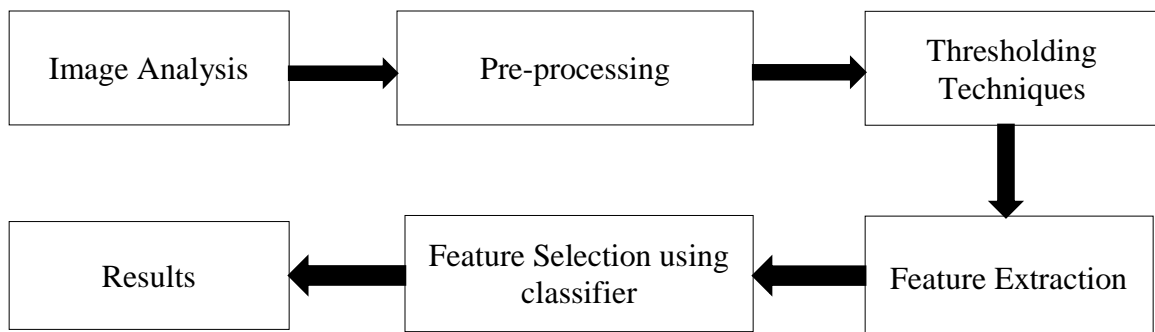 Image Analysis
Pre-processing
Thresholding
Techniques
Feature Extraction
Feature Selection using
classifier
Results